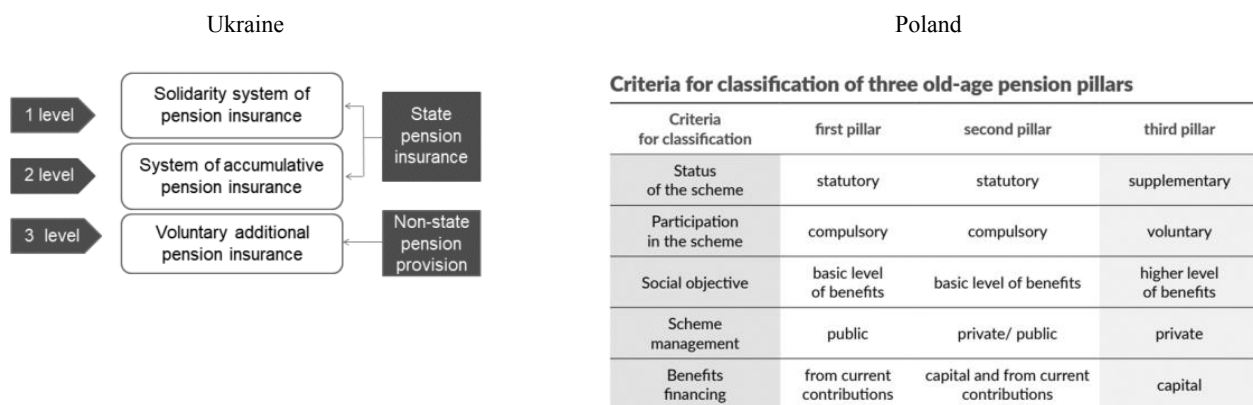 Ukraine
1 level
Solidarity system of
pension insurance
2 level
System of accumulative
pension insurance
3 level
Voluntary additional
pension insurance
State
pension
insurance
Non-state
pension
provision
Poland
Criteria for classification of three old-age pension pillars
Criteria
for classification
first pillar
second pillar
third pillar
Status
of the scheme
statutory
statutory
supplementary
Participation
in the scheme
compulsory
compulsory
voluntary
Social objective
basic level
of benefits
basic level of benefits
higher level
of benefits
Scheme
management
public
private/ public
private
Benefits
financing
from current
contributions
capital and from current
contributions
capital